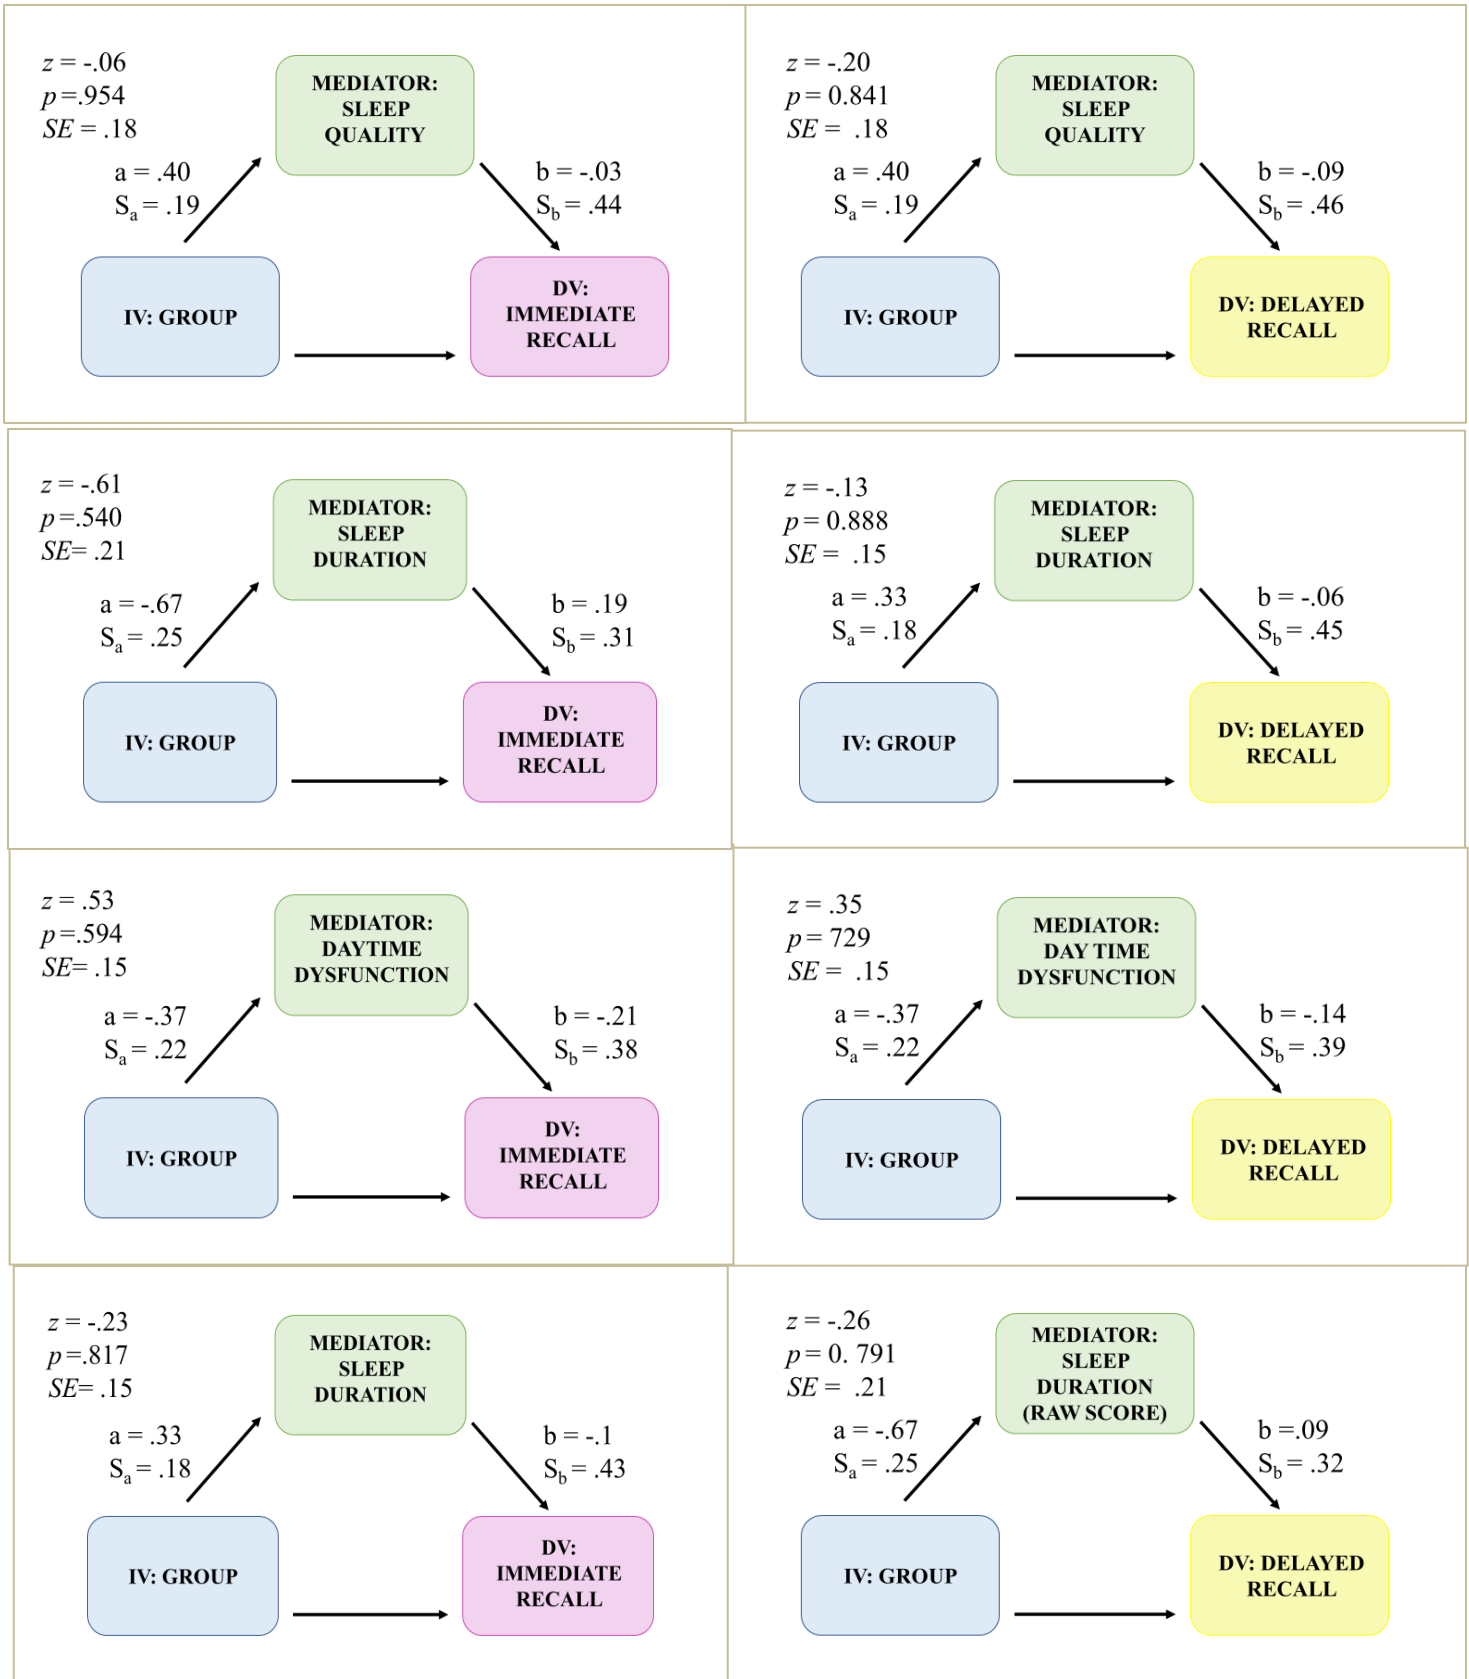 z = -.06
p =.954
SE = .18
a = .40
Sa = .19
MEDIATOR:
SLEEP
QUALITY
b = -.03
Sb = .44
IV: GROUP
DV:
IMMEDIATE
RECALL
z = -.20
p = 0.841
SE = .18
a = .40
Sa = .19
MEDIATOR:
SLEEP
QUALITY
b = -.09
Sb = .46
IV: GROUP
DV: DELAYED
RECALL
z = -.61
p =.540
SE= .21
a = -.67
Sa = .25
MEDIATOR:
SLEEP
DURATION
b = .19
Sb = .31
IV: GROUP
DV:
IMMEDIATE
RECALL
z = -.13
p = 0.888
SE = .15
a = .33
Sa = .18
MEDIATOR:
SLEEP
DURATION
b = -.06
Sb = .45
IV: GROUP
DV: DELAYED
RECALL
z = .53
p =.594
SE= .15
a = -.37
Sa = .22
MEDIATOR:
DAYTIME
DYSFUNCTION
b = -.21
Sb = .38
IV: GROUP
DV:
IMMEDIATE
RECALL
z = .35
p = 729
SE = .15
a = -.37
Sa = .22
MEDIATOR:
DAY TIME
DYSFUNCTION
b = -.14
Sb = .39
IV: GROUP
DV: DELAYED
RECALL
z = -.23
p =.817
SE= .15
a = .33
Sa = .18
MEDIATOR:
SLEEP
DURATION
b = -.1
Sb = .43
IV: GROUP
DV:
IMMEDIATE
RECALL
z = -.26
p = 0. 791
SE = .21
a = -.67
Sa = .25
MEDIATOR:
SLEEP
DURATION
(RAW SCORE)
b =.09
Sb = .32
IV: GROUP
DV: DELAYED
RECALL